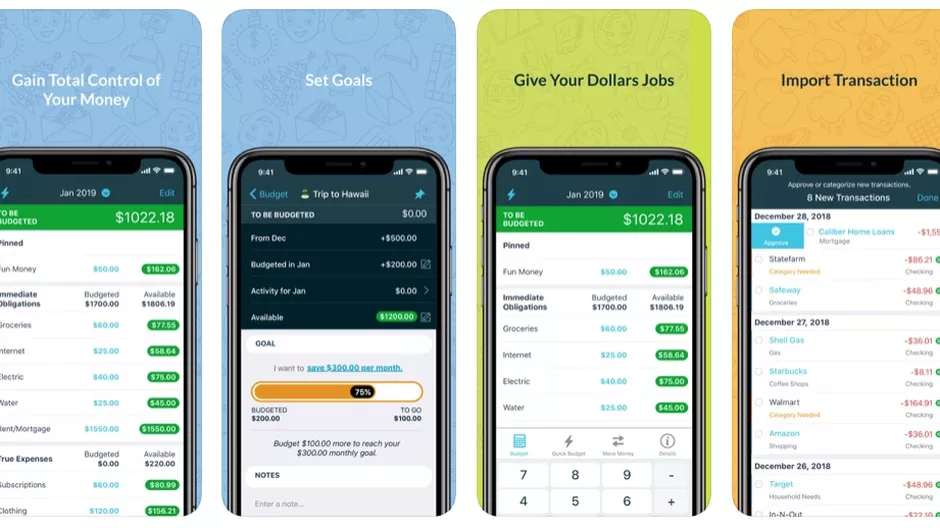 Gain Total Control of
Your Money
9:41
Jan 2019
Edit
TO BE
BUDGETED
$1022.18
Pinned
Fun Money $50.00 $162.06
Immediate Budgeted Available
Obligations $1700.00 $1806.19
Groceries $60.00 $77.55
Internet $25.00 $58.64
Electric $40.00 $75.00
Water $25.00 $45.00
Rent/Mortgage $1550.00 $1550.00
True Expenses Budgeted Available
$0.00 $220.00
Subscriptions $60.00 $80.99
Clothing $120.00 $156.21
Set Goals
9:41
Budget Trip to Hawaii
TO BE BUDGETED $0.00
From Dec +$500.00
Budgeted in Jan +$200.00
Activity for Jan $0.00
Available $1200.00
GOAL
I want to save $300.00 per month.
75%
BUDGETED TO GO
$200.00 $100.00
Budget $100.00 more to reach your
$300.00 monthly goal.
NOTES
Enter a note...
Give Your Dollars Jobs
9:41
Jan 2019
Edit
TO BE
BUDGETED
$1022.18
Pinned
Fun Money $50.00 $162.06
Immediate Budgeted Available
Obligations $1700.00 $1806.19
Groceries $60.00 $77.55
Internet $25.00 $58.64
Electric $40.00 $75.00
Water $25.00 $45.00
Budget Quick Budget Move Money Details
7 8 9 -
4 5 6 +
Import Transaction
9:41
Approve or categorize new transactions.
8 New Transactions Done
December 28, 2018
Approve
Caliber Home Loans -$1,55
Mortgage
Statefarm -$86.21
Category Needed Checking
Safeway -$48.96
Groceries Checking
December 27, 2018
Shell Gas -$36.01
Gas Checking
Starbucks -$8.11
Coffee Shops Checking
Walmart -$164.91
Category Needed Checking
Amazon -$36.01
Shopping Checking
December 26, 2018
Target -$48.96
Household Needs Checking
In-N-Out -$22.10